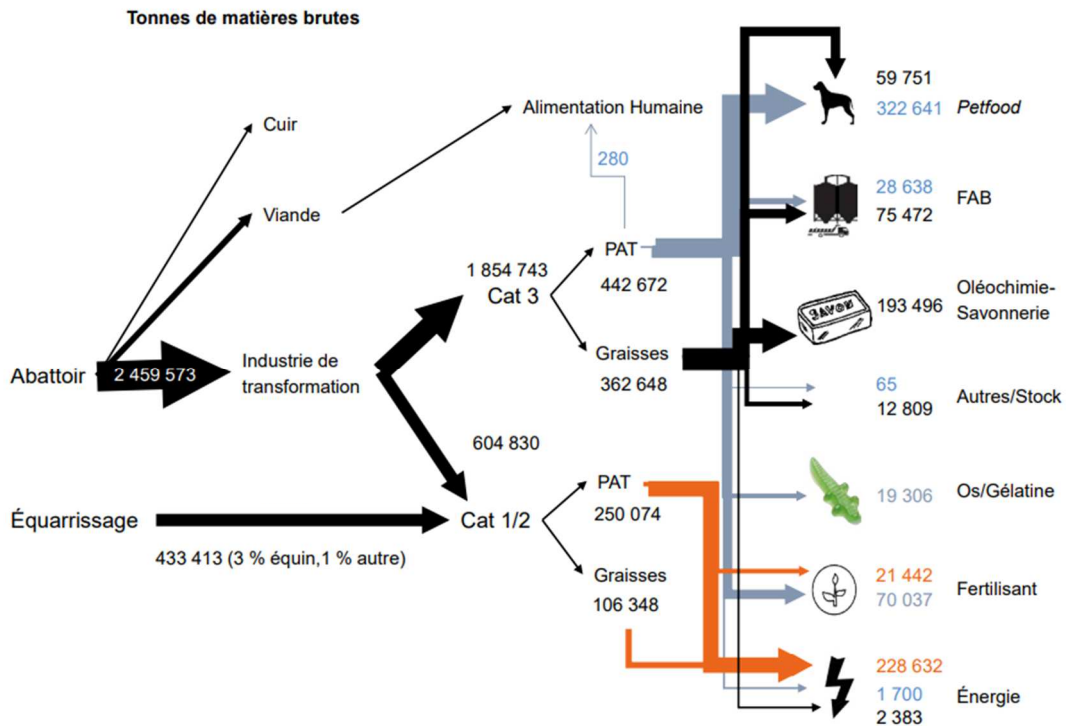 Tonnes de matières brutes
Cuir
Viande
Alimentation Humaine
280
59 751
322 641
Petfood
28 638
75 472
FAB
PAT
442 672
1 854 743
Cat 3
SAVON
193 496
Oléochimie-
Savonnerie
Graisses
362 648
Abattoir
2 459 573
Industrie de
transformation
65
12 809
Autres/Stock
604 830
PAT
250 074
19 306
Os/Gélatine
Équarrissage
Cat 1/2
433 413 (3 % équin,1 % autre)
Graisses
106 348
21 442
70 037
Fertilisant
228 632
1 700
2 383
Énergie